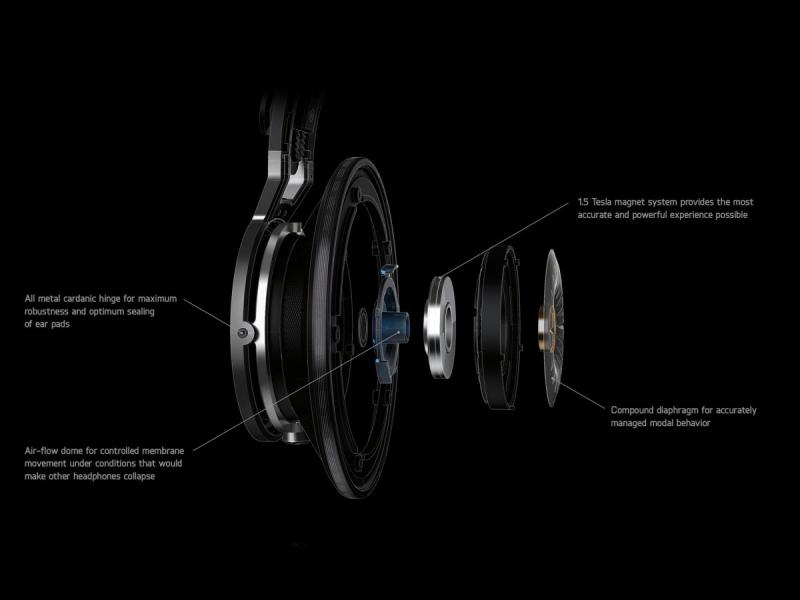 1.5 Tesla magnet system provides the most
accurate and powerful experience possible
All metal cardanic hinge for maximum
robustness and optimum sealing
of ear pads
Compound diaphragm for accurately
managed modal behavior
Air-flow dome for controlled membrane
movement under conditions that would
make other headphones collapse